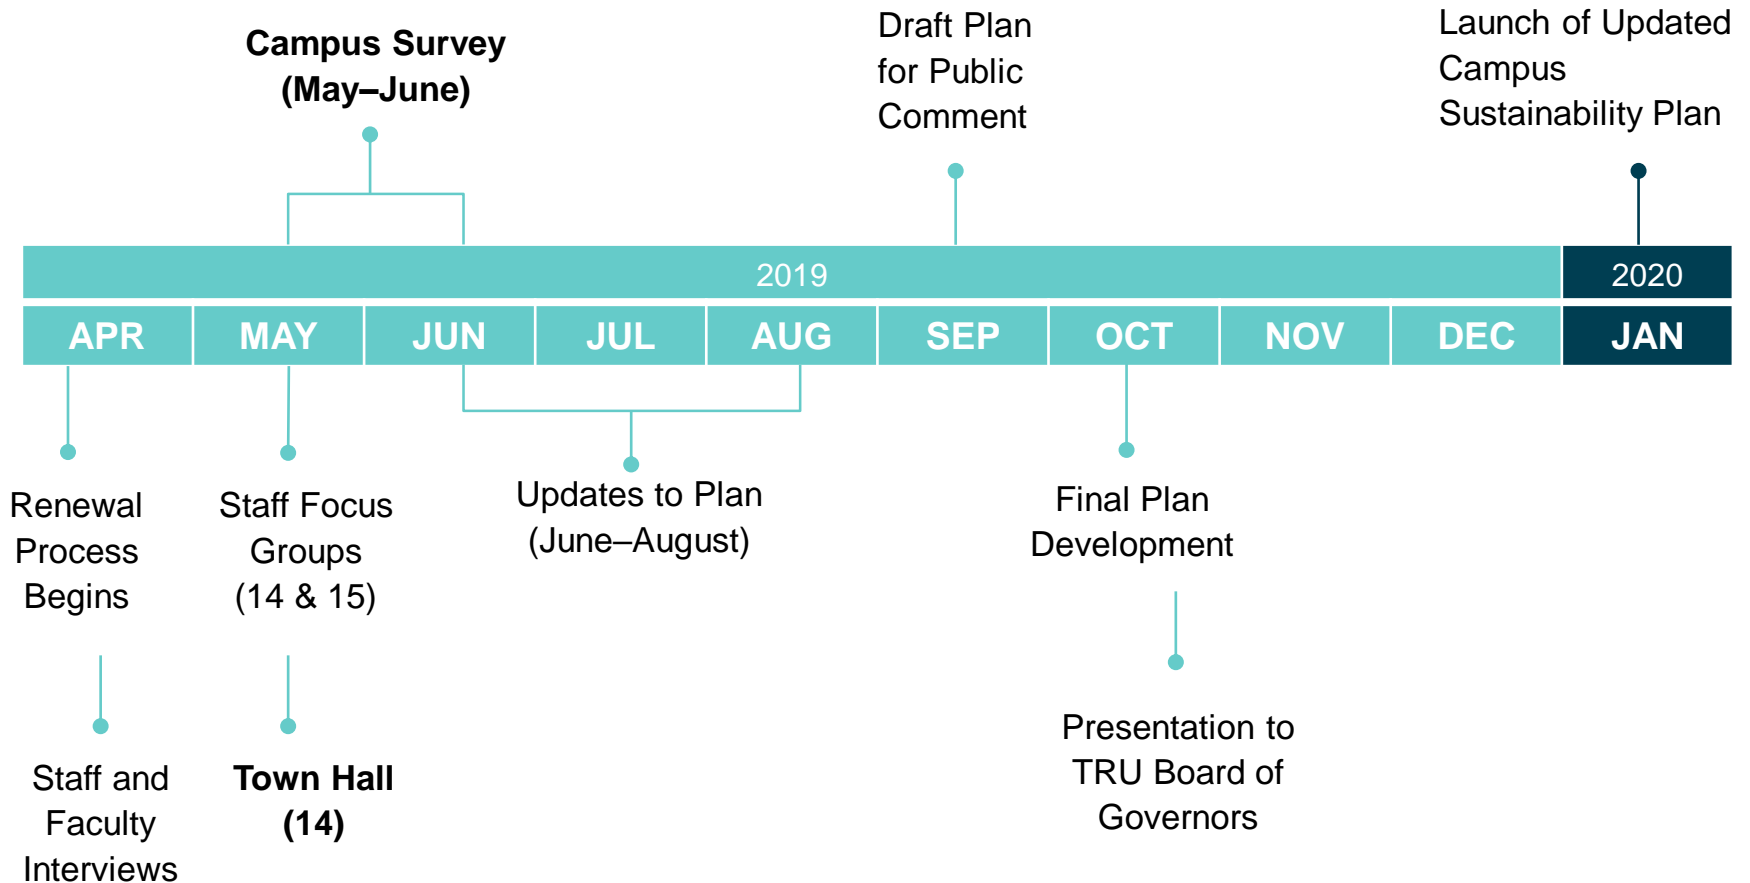 Campus Survey
(May–June)
Draft Plan
for Public
Comment
Launch of Updated
Campus
Sustainability Plan
2019
2020
APR
MAY
JUN
JUL
AUG
SEP
OCT
NOV
DEC
JAN
Renewal
Process
Begins
Staff Focus
Groups
(14 & 15)
Updates to Plan
(June–August)
Final Plan
Development
Staff and
Faculty
Interviews
Town Hall
(14)
Presentation to
TRU Board of
Governors